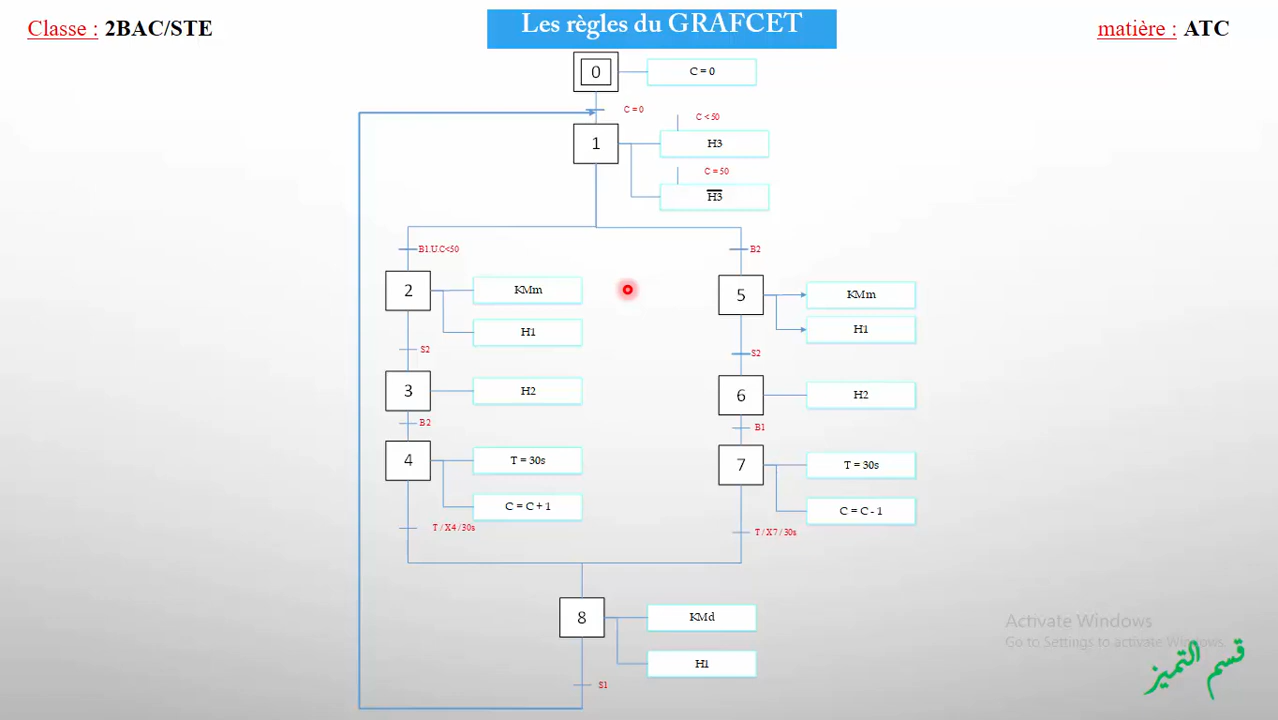 Classe : 2BAC/STE
Les règles du GRAFCET
matière : ATC
0
C = 0
C = 0
1
C < 50
H3
C = 50
H3
B1.U.C<50
B2
2
KMm
H1
5
KMm
H1
S2
S2
3
H2
6
H2
B2
B1
4
T = 30s
C = C + 1
7
T = 30s
C = C - 1
T / X4 / 30s
T / X7 / 30s
8
KMd
H1
S1
Activate Windows
Go to Settings to activate Windows.
قسم التميز